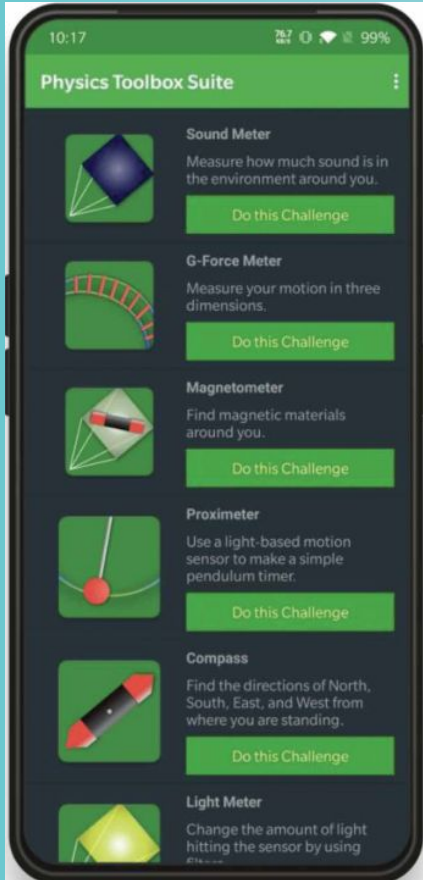 10:17
76.7
KB/S
99%
Physics Toolbox Suite
Sound Meter
Measure how much sound is in
the environment around you.
Do this Challenge
G-Force Meter
Measure your motion in three
dimensions.
Do this Challenge
Magnetometer
Find magnetic materials
around you.
Do this Challenge
Proximeter
Use a light-based motion
sensor to make a simple
pendulum timer.
Do this Challenge
Compass
Find the directions of North,
South, East, and West from
where you are standing.
Do this Challenge
Light Meter
Change the amount of light
hitting the sensor by using